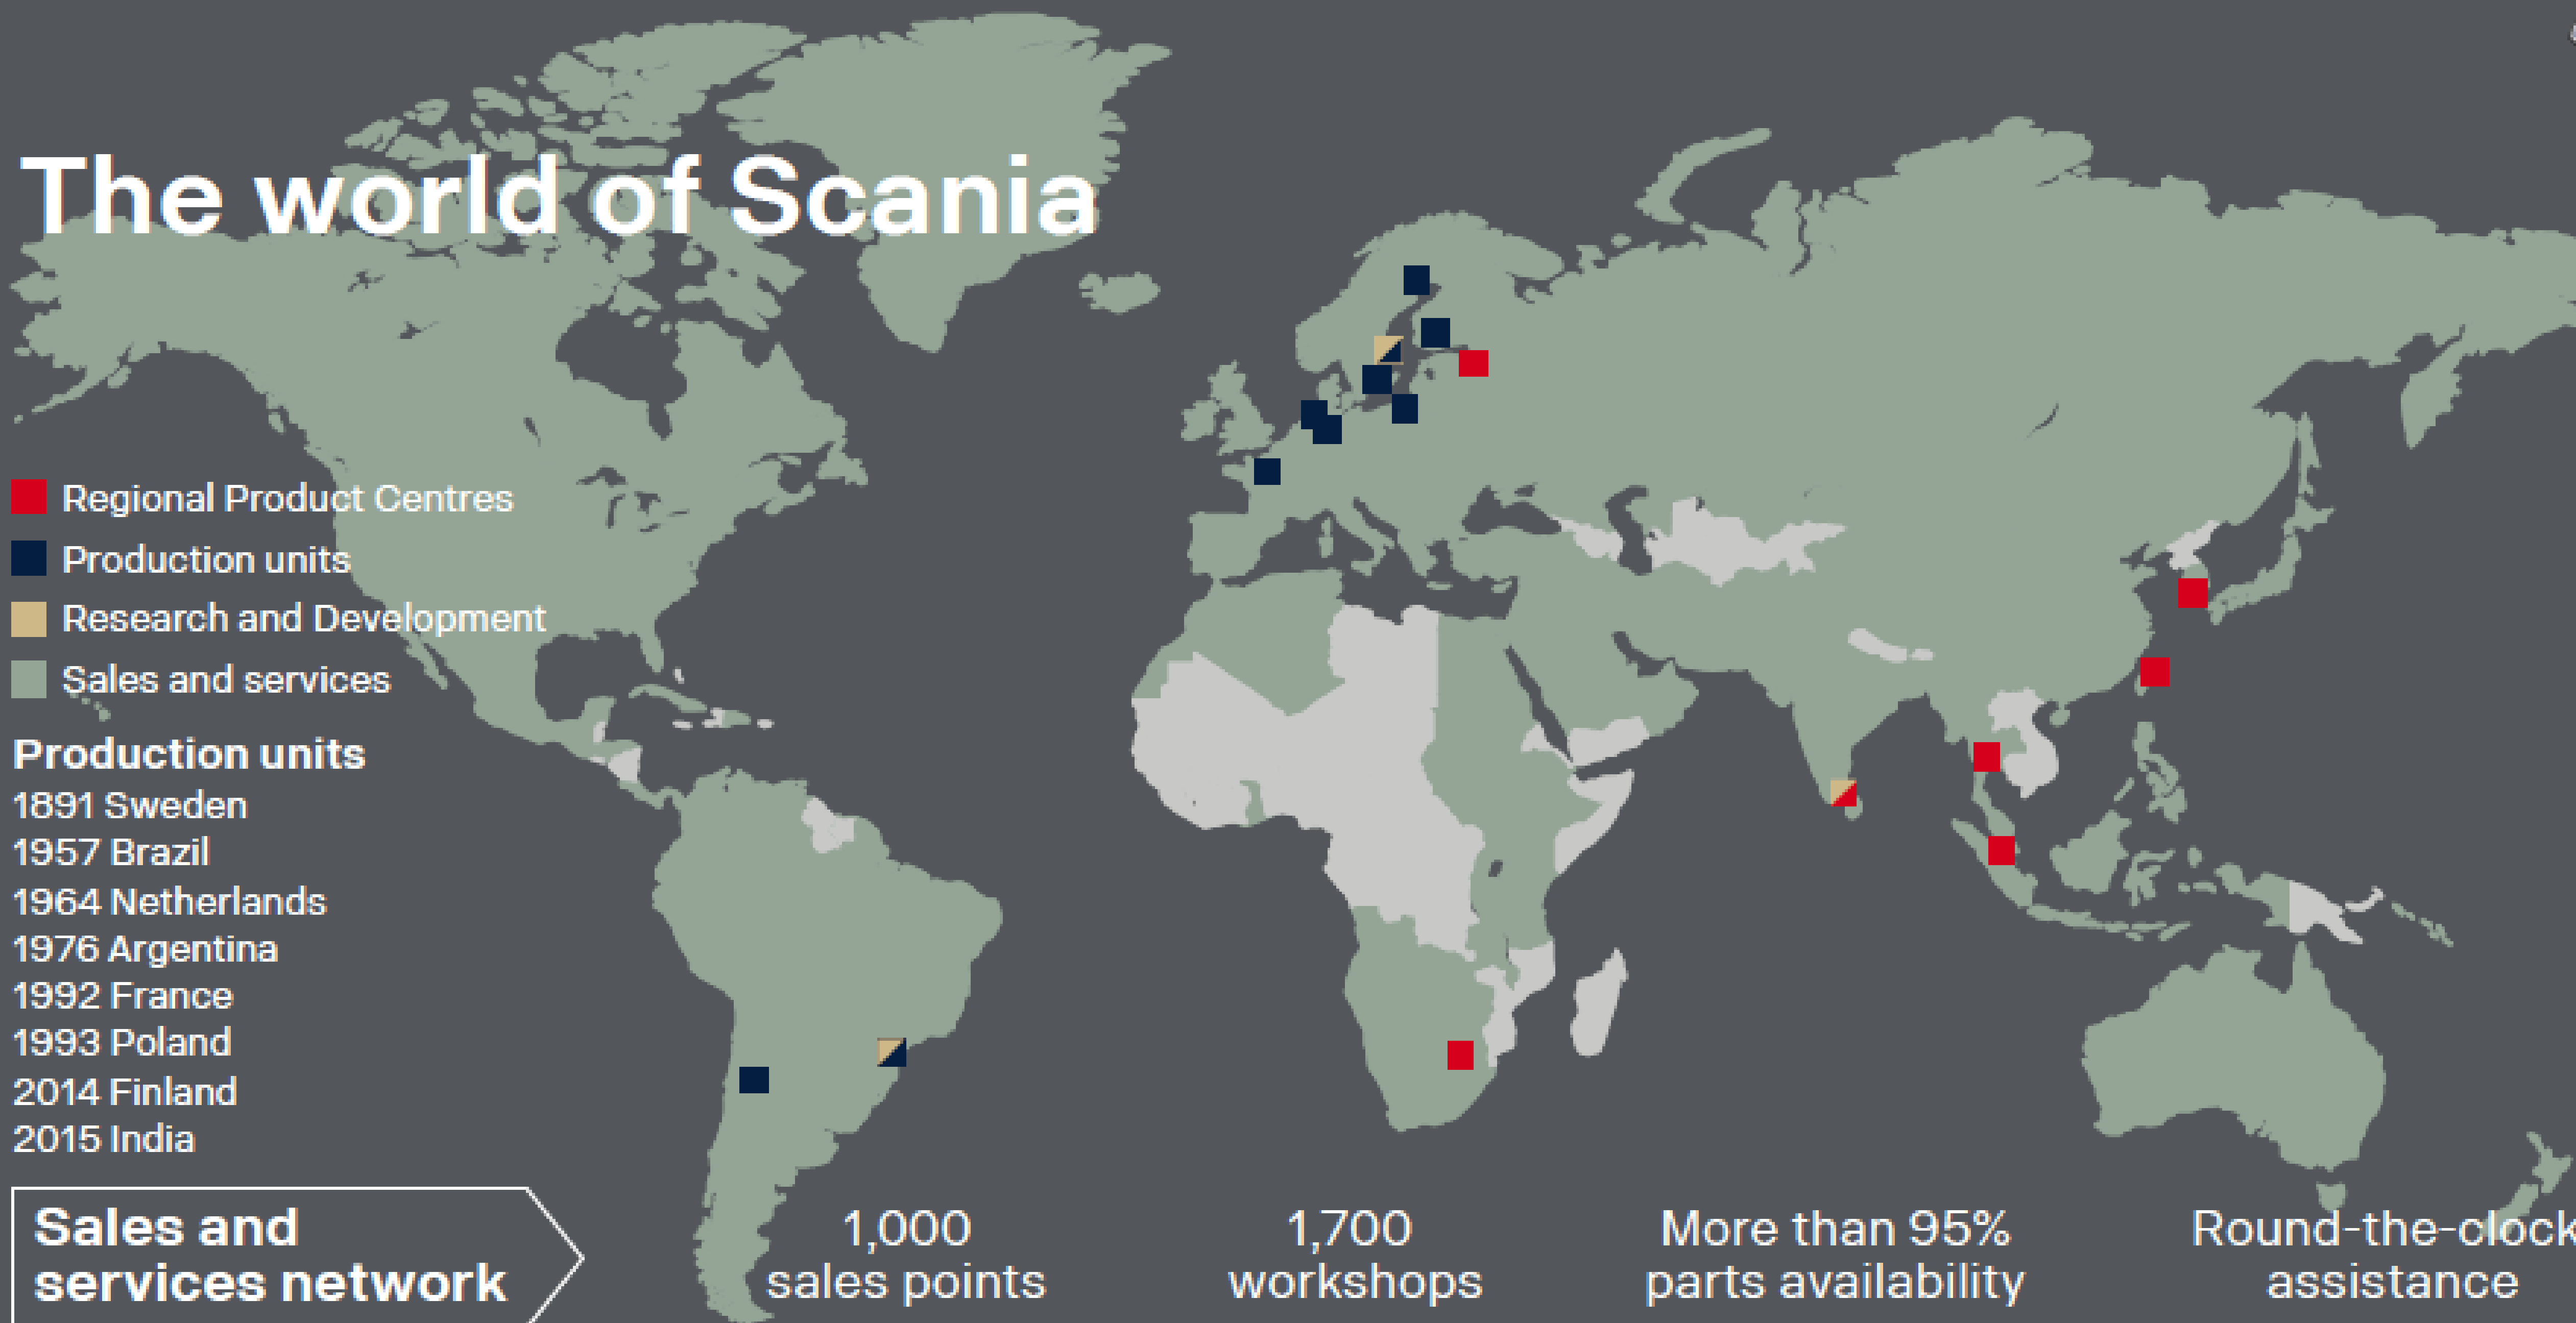 The world of Scania
Regional Product Centres
Production units
Research and Development
Sales and services
Production units
1891 Sweden
1957 Brazil
1964 Netherlands
1976 Argentina
1992 France
1993 Poland
2014 Finland
2015 India
Sales and
services network
1,000
sales points
1,700
workshops
More than 95%
parts availability
Round-the-clock
assistance